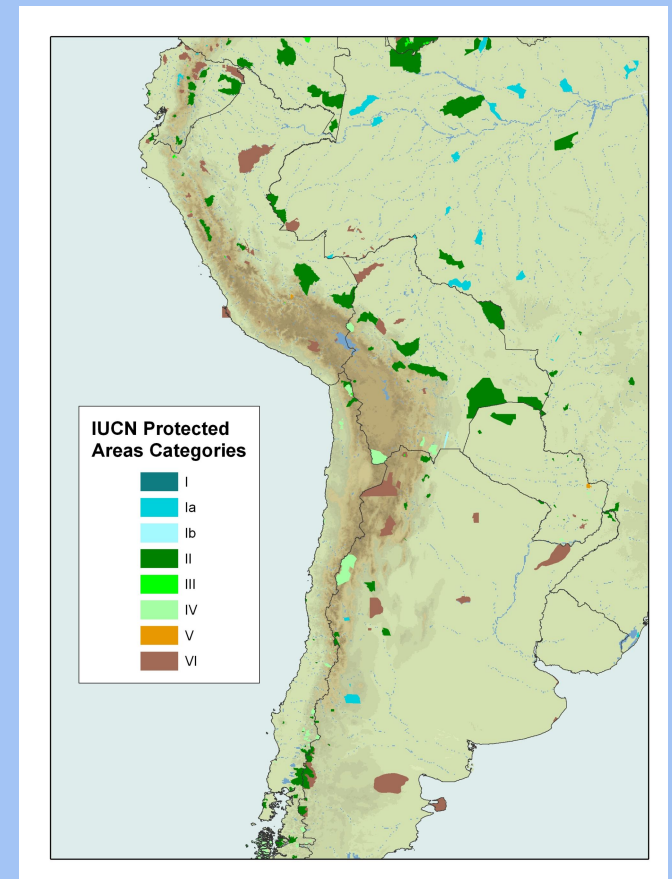 IUCN Protected
Areas Categories
I
Ia
Ib
II
III
IV
V
VI